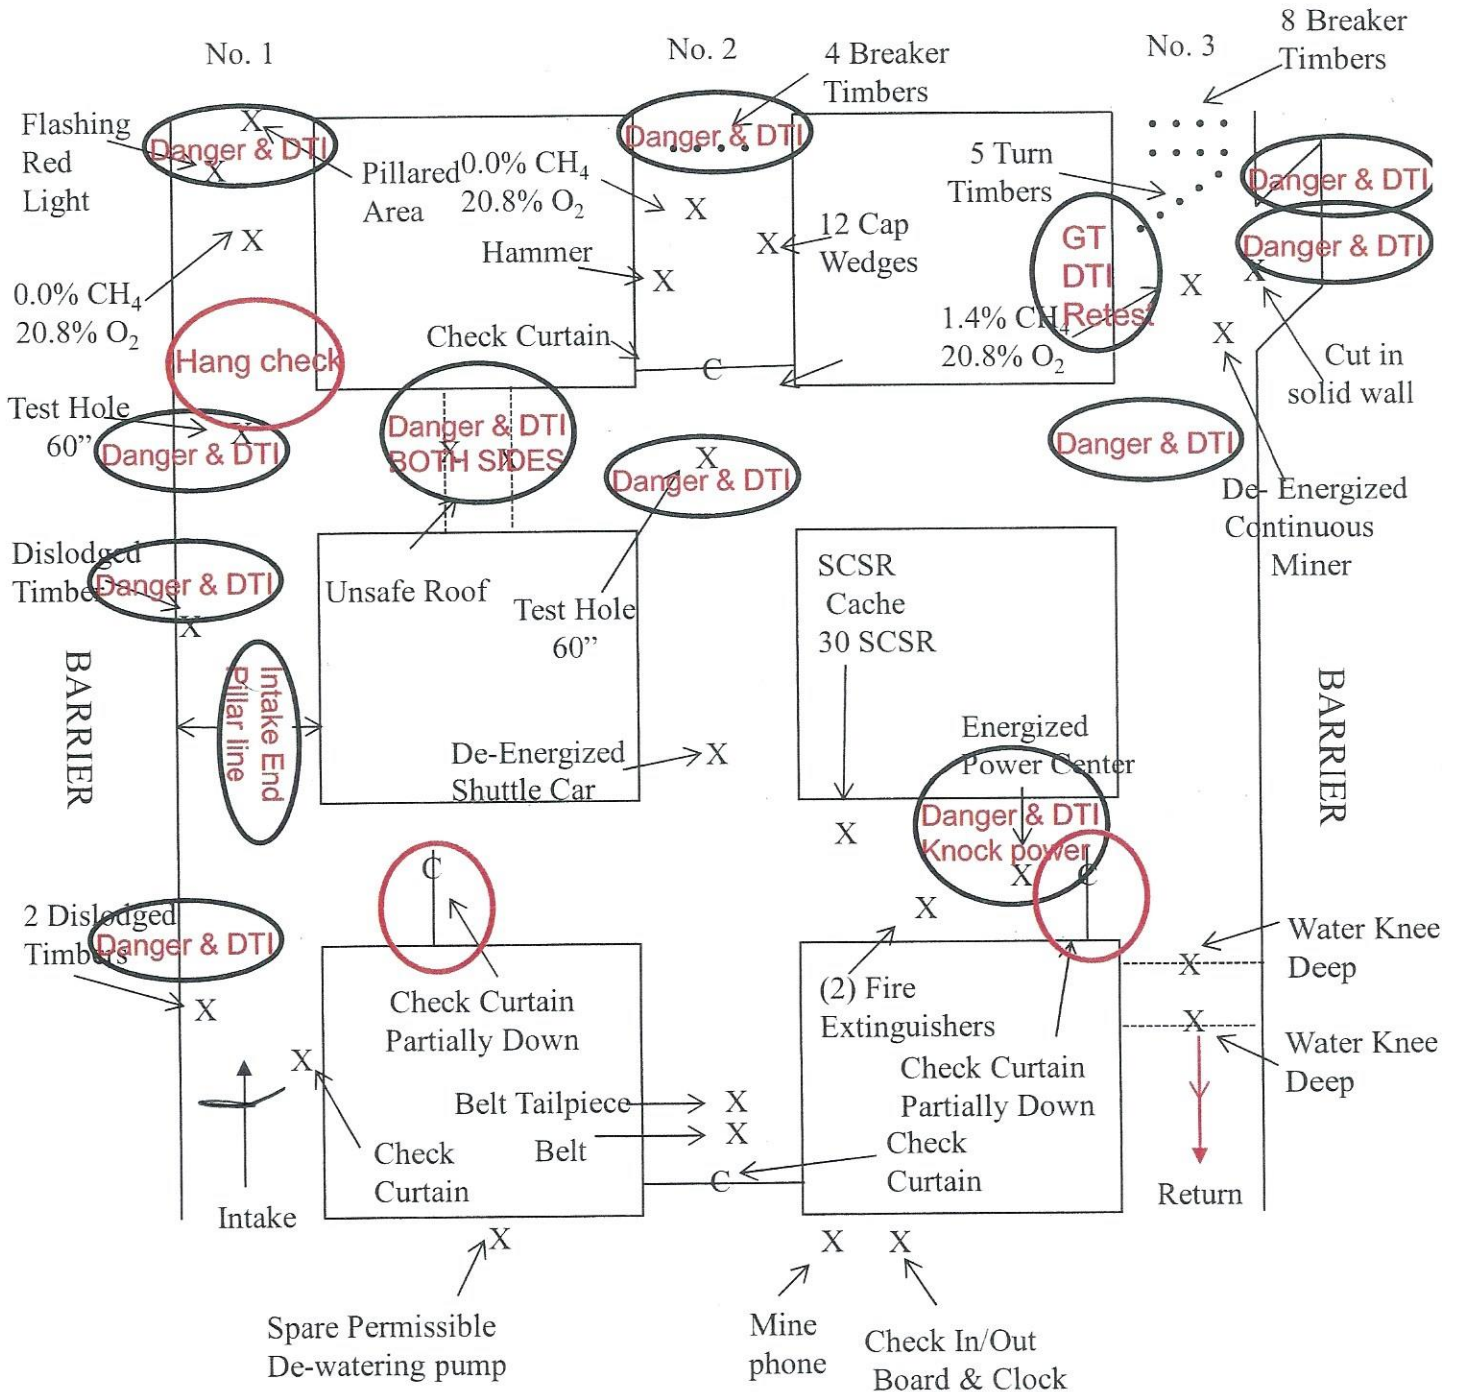 No. 1
No. 2
No. 3
8 Breaker
Timbers
4 Breaker
Timbers
Flashing
Red
Light
X
Danger & DTI
X
Pillared
Area
0.0% CH4
20.8% O2
Danger & DTI
5 Turn
Timbers
Danger & DTI
Danger & DTI
X
X
Hammer
X
X
12 Cap
Wedges
GT
DTI
Retest
X
X
X
0.0% CH4
20.8% O2
1.4% CH4
20.8% O2
Hang check
Check Curtain
C
Cut in
solid wall
Test Hole
60”
X
Danger & DTI
Danger & DTI
BOTH SIDES
X
X
X
Danger & DTI
Danger & DTI
De- Energized
Continuous
Miner
Dislodged
Timber
Danger & DTI
X
Unsafe Roof
Test Hole
60”
SCSR
Cache
30 SCSR
BARRIER
Intake End
Pillar line
De-Energized
Shuttle Car
X
Energized
Power Center
BARRIER
X
Danger & DTI
Knock power
X
C
C
X
2 Dislodged
Timbers
Danger & DTI
X
Check Curtain
Partially Down
(2) Fire
Extinguishers
Check Curtain
Partially Down
X
Water Knee
Deep
X
Water Knee
Deep
X
Check
Curtain
Intake
Belt Tailpiece
X
Belt
X
Check
Curtain
C
Return
X
Spare Permissible
De-watering pump
X
Mine
phone
X
Check In/Out
Board & Clock